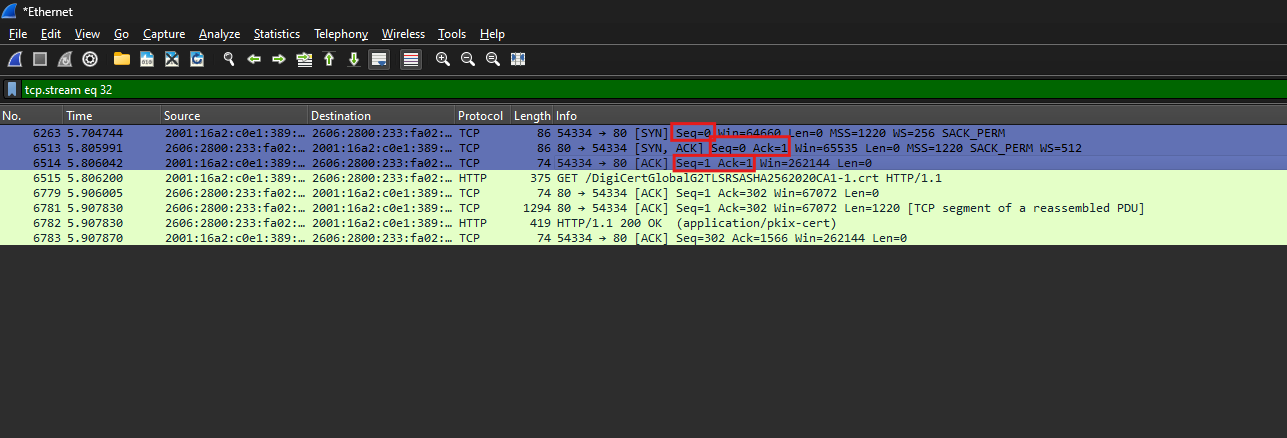 *Ethernet
File Edit View Go Capture Analyze Statistics Telephony Wireless Tools Help
tcp.stream eq 32
No. Time Source Destination Protocol Length Info
6263 5.704744 2001:16a2:c0e1:389:… 2606:2800:233:fa02:… TCP 86 54334 → 80 [SYN] Seq=0 Win=64660 Len=0 MSS=1220 WS=256 SACK_PERM
6513 5.805991 2606:2800:233:fa02:… 2001:16a2:c0e1:389:… TCP 86 80 → 54334 [SYN, ACK] Seq=0 Ack=1 Win=65535 Len=0 MSS=1220 SACK_PERM WS=512
6514 5.806042 2001:16a2:c0e1:389:… 2606:2800:233:fa02:… TCP 74 54334 → 80 [ACK] Seq=1 Ack=1 Win=262144 Len=0
6515 5.806200 2001:16a2:c0e1:389:… 2606:2800:233:fa02:… HTTP 375 GET /DigiCertGlobalG2TLSRSASHA2562020CA1-1.crt HTTP/1.1
6779 5.906005 2606:2800:233:fa02:… 2001:16a2:c0e1:389:… TCP 74 80 → 54334 [ACK] Seq=1 Ack=302 Win=67072 Len=0
6781 5.907830 2606:2800:233:fa02:… 2001:16a2:c0e1:389:… TCP 1294 80 → 54334 [ACK] Seq=1 Ack=302 Win=67072 Len=1220 [TCP segment of a reassembled PDU]
6782 5.907830 2606:2800:233:fa02:… 2001:16a2:c0e1:389:… HTTP 419 HTTP/1.1 200 OK (application/pkix-cert)
6783 5.907870 2001:16a2:c0e1:389:… 2606:2800:233:fa02:… TCP 74 54334 → 80 [ACK] Seq=302 Ack=1566 Win=262144 Len=0